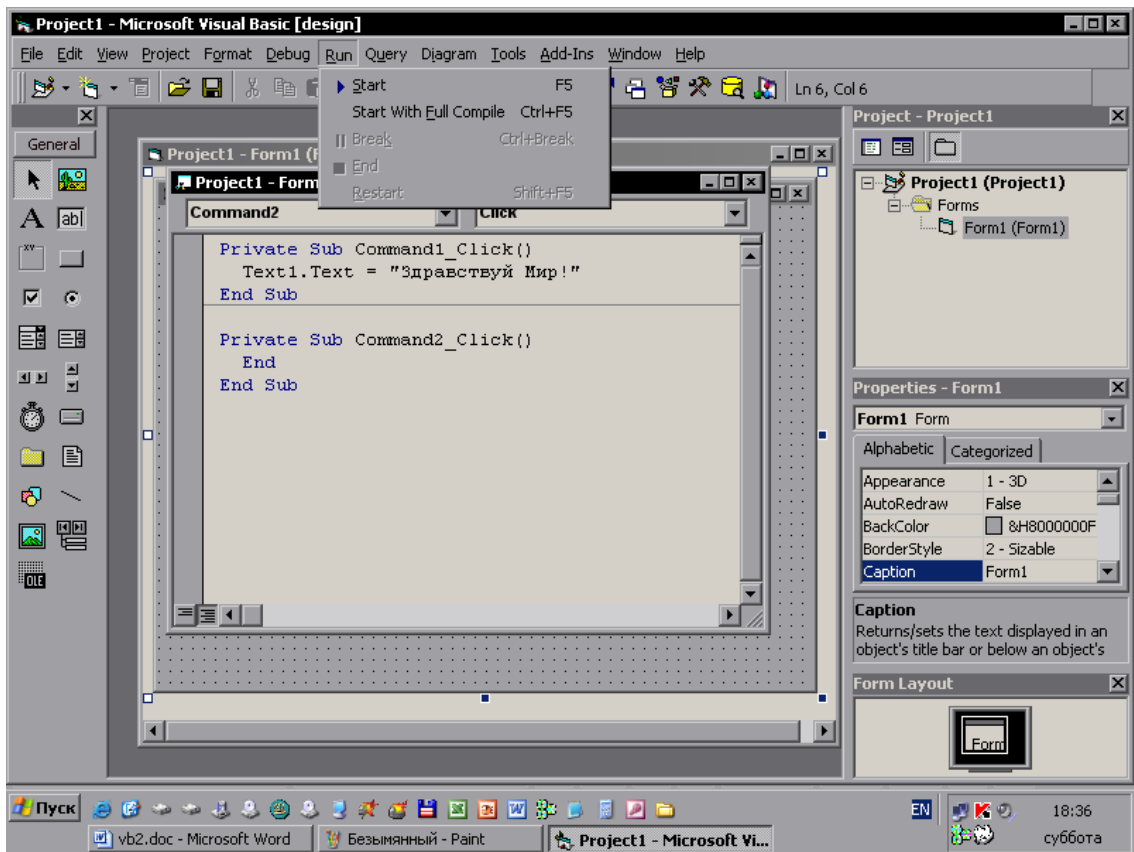 Project1 - Microsoft Visual Basic [design]
File Edit View Project Format Debug Run Query Diagram Tools Add-Ins Window Help
Ln 6, Col 6
Start F5
Start With Full Compile Ctrl+F5
Break Ctrl+Break
End
Restart Shift+F5
General
A ab|
XY
OLE
Project1 - Form1 (F
Project1 - Form
Command2 Click
Private Sub Command1_Click()
Text1.Text = "Здравствуй Мир!"
End Sub
Private Sub Command2_Click()
End
End Sub
Project - Project1
Project1 (Project1)
Forms
Form1 (Form1)
Properties - Form1
Form1 Form
Alphabetic Categorized
Appearance 1 - 3D
AutoRedraw False
BackColor &H8000000F
BorderStyle 2 - Sizable
Caption Form1
Caption
Returns/sets the text displayed in an
object's title bar or below an object's
Form Layout
Form
Пуск EN 18:36
vb2.doc - Microsoft Word Безымянный - Paint Project1 - Microsoft Vi... суббота